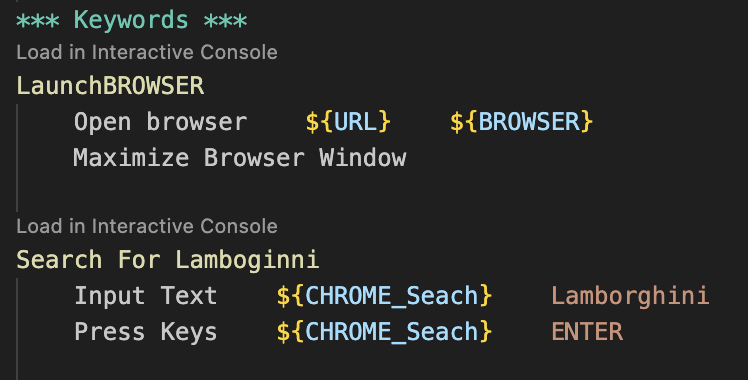 *** Keywords ***
Load in Interactive Console
LaunchBROWSER
Open browser    ${URL}    ${BROWSER}
Maximize Browser Window
Load in Interactive Console
Search For Lamboginni
Input Text    ${CHROME_Seach}    Lamborghini
Press Keys    ${CHROME_Seach}    ENTER